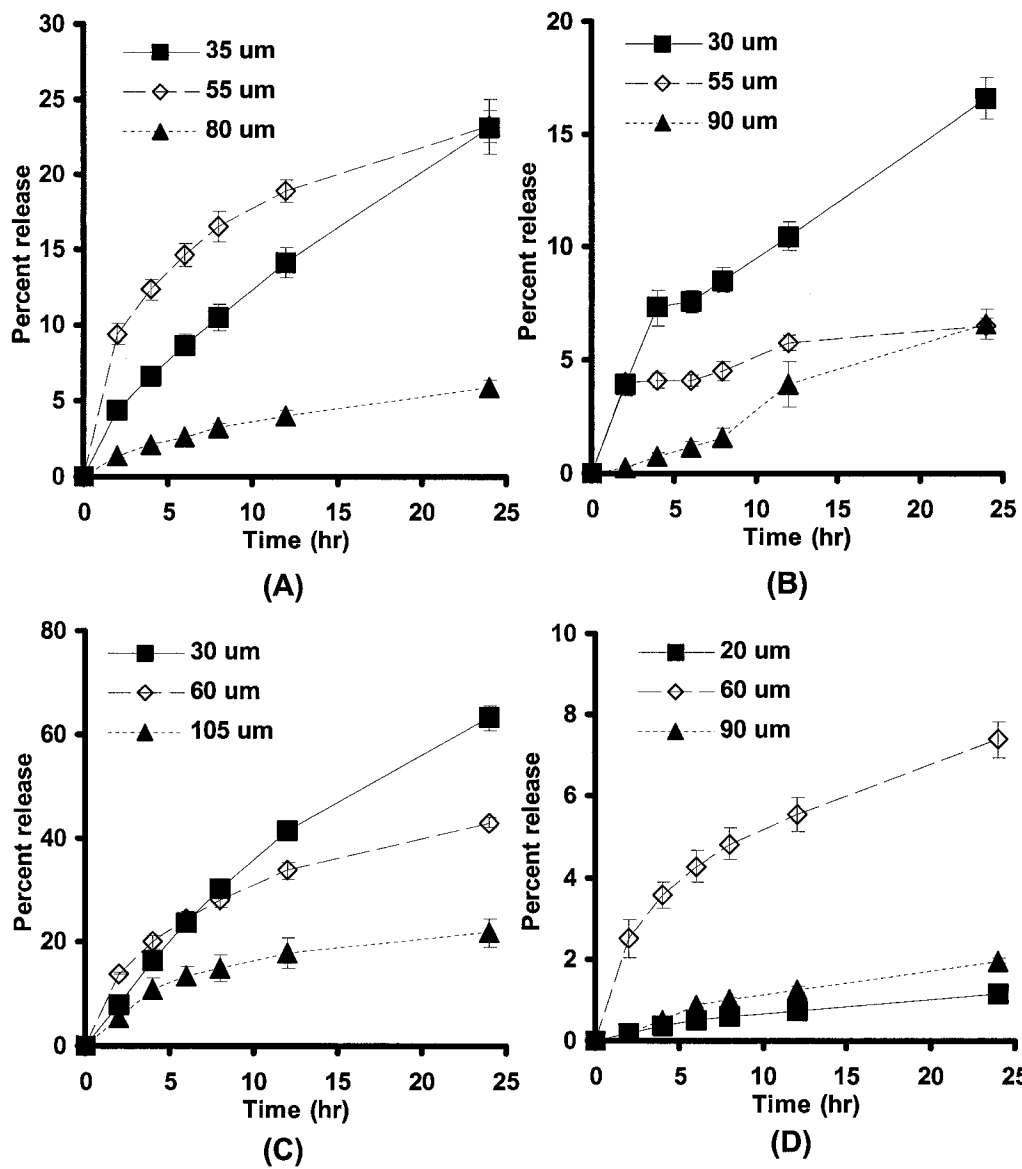 30
25
20
15
10
5
0
Percent release
35 um
55 um
80 um
0 5 10 15 20 25
Time (hr)
(A)
20
15
10
5
0
Percent release
30 um
55 um
90 um
0 5 10 15 20 25
Time (hr)
(B)
80
60
40
20
0
Percent release
30 um
60 um
105 um
0 5 10 15 20 25
Time (hr)
(C)
10
8
6
4
2
0
Percent release
20 um
60 um
90 um
0 5 10 15 20 25
Time (hr)
(D)